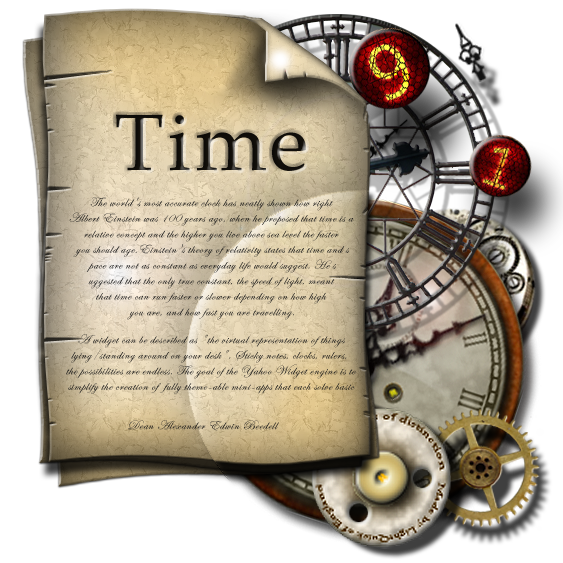 Time
The world's most accurate clock has neatly shown how right
Albert Einstein was 100 years ago, when he proposed that time is a
relative concept and the higher you live above sea level the faster
you should age. Einstein's theory of relativity states that time and s
pace are not as constant as everyday life would suggest. He s
uggested that the only true constant, the speed of light, meant
that time can run faster or slower depending on how high
you are, and how fast you are travelling.
A widget can be described as "the virtual representation of things
lying/standing around on your desk". Sticky notes, clocks, rulers,
the possibilities are endless. The goal of the Yahoo Widget engine is to
simplify the creation of fully theme-able mini-apps that each solve basic
Dean Alexander Edwin Beedell
9
1
III
of distinction
Made by LightQuick of England